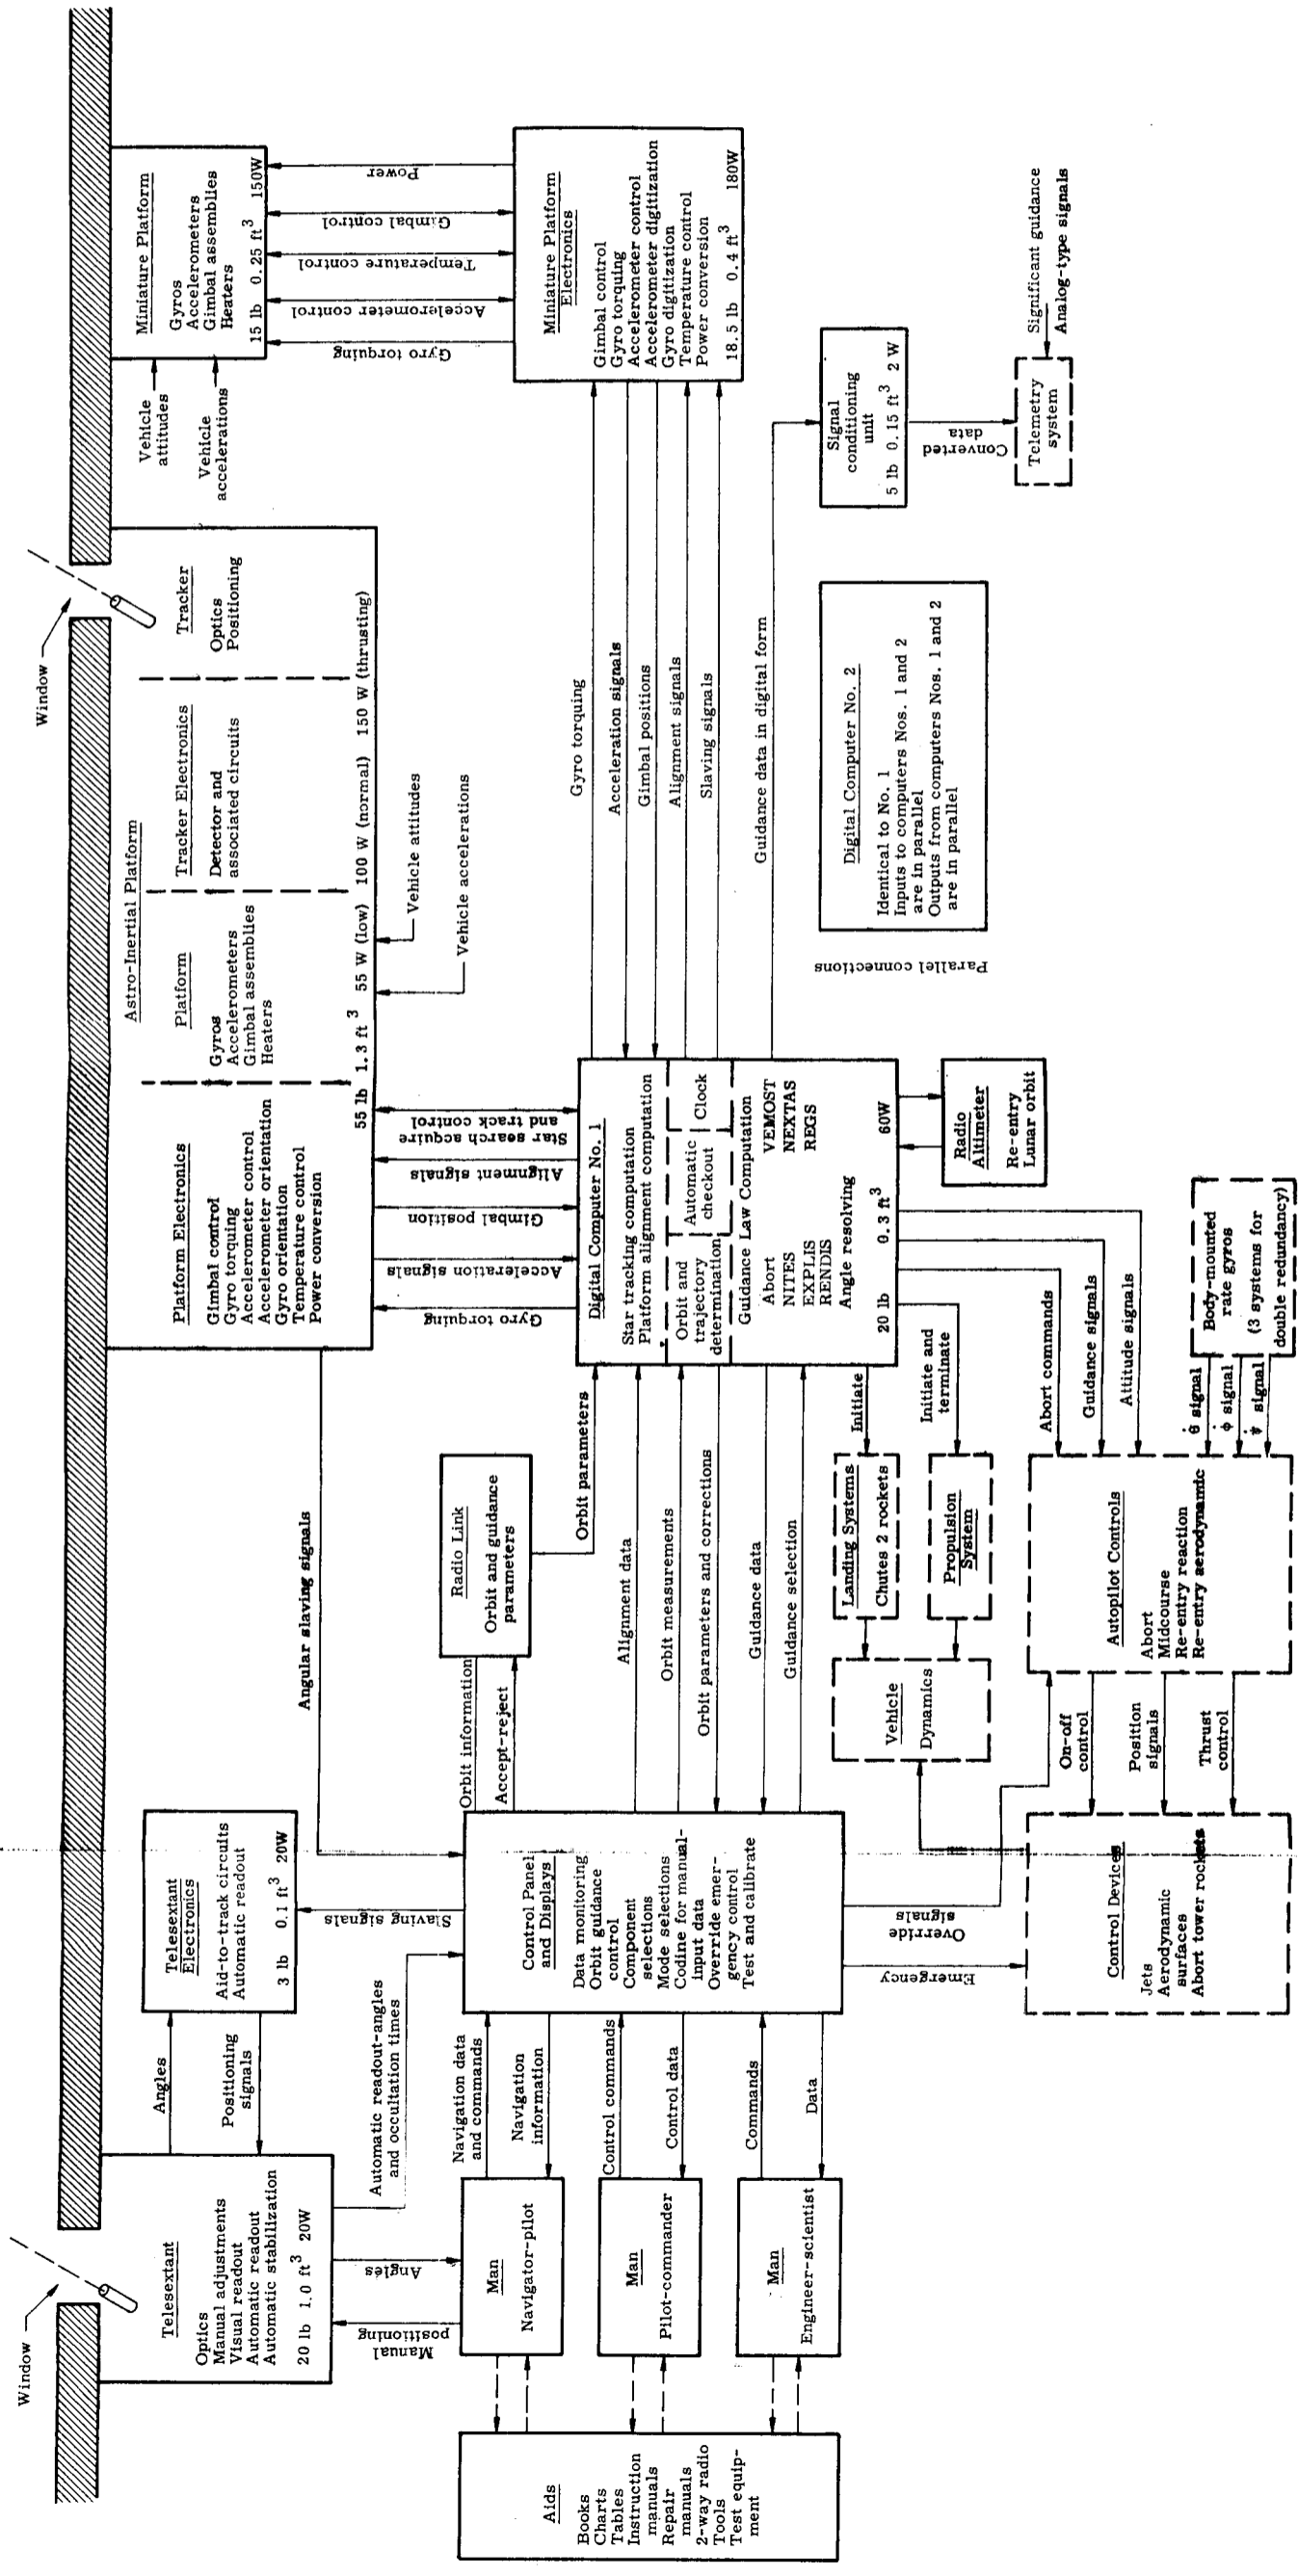 Window
Telesextant
Optics
Manual adjustments
Visual readout
Automatic readout
Automatic stabilization
20 lb 1.0 ft3 20W
Angles
Positioning
signals
Telesextant
Electronics
Aid-to-track circuits
Automatic readout
3 lb 0.1 ft3 20W
Automatic readout-angles
and occultation times
Angles
Manual
positioning
Slaving signals
Angular slaving signals
Astro-Inertial Platform
Platform Electronics
Gimbal control
Gyro torquing
Accelerometer control
Accelerometer orientation
Gyro orientation
Temperature control
Power conversion
Platform
Gyros
Accelerometers
Gimbal assemblies
Heaters
Tracker Electronics
Detector and
associated circuits
Tracker
Optics
Positioning
55 lb 1.3 ft3 55 W (low) 100 W (normal) 150 W (thrusting)
Window
Vehicle attitudes
Vehicle accelerations
Vehicle
attitudes
Vehicle
accelerations
Miniature Platform
Gyros
Accelerometers
Gimbal assemblies
Heaters
15 lb 0.25 ft3 150W
Gyro torquing
Accelerometer control
Temperature control
Gimbal control
Power
Miniature Platform
Electronics
Gimbal control
Gyro torquing
Accelerometer control
Accelerometer digitization
Gyro digitization
Temperature control
Power conversion
18.5 lb 0.4 ft3 180W
Aids
Books
Charts
Tables
Instruction
manuals
Repair
manuals
2-way radio
Tools
Test equip-
ment
Man
Navigator-pilot
Man
Pilot-commander
Man
Engineer-scientist
Navigation data
and commands
Navigation
information
Control commands
Control data
Commands
Data
Control Panel
and Displays
Data monitoring
Orbit guidance
control
Component
selections
Mode selections
Codine for manual-
input data
Override emer-
gency control
Test and calibrate
Orbit information
Accept-reject
Radio Link
Orbit and guidance
parameters
Orbit parameters
Alignment data
Orbit measurements
Orbit parameters and corrections
Guidance data
Guidance selection
Gyro torquing
Acceleration signals
Gimbal position
Alignment signals
Star search acquire
and track control
Digital Computer No. 1
Star tracking computation
Platform alignment computation
Orbit and
trajectory
determination
Automatic
checkout
Clock
Guidance Law Computation
Abort
NITES
EXPLIS
RENDIS
Angle resolving
VEMOST
NEXTAS
REGS
20 lb 0.3 ft3 60W
Gyro torquing
Acceleration signals
Gimbal positions
Alignment signals
Slaving signals
Guidance data in digital form
Parallel connections
Digital Computer No. 2
Identical to No. 1
Inputs to computers Nos. 1 and 2
are in parallel
Outputs from computers Nos. 1 and 2
are in parallel
Signal
conditioning
unit
5 lb 0.15 ft3 2 W
Converted
data
Telemetry
system
Significant guidance
Analog-type signals
Radio
Altimeter
Re-entry
Lunar orbit
Initiate
Initiate and
terminate
Landing Systems
Chutes 2 rockets
Propulsion
System
Vehicle
Dynamics
Override
signals
Emergency
Control Devices
Jets
Aerodynamic
surfaces
Abort tower rockets
On-off
control
Position
signals
Thrust
control
Autopilot Controls
Abort
Midcourse
Re-entry reaction
Re-entry aerodynamic
Abort commands
Guidance signals
Attitude signals
θ̇ signal
φ̇ signal
ψ̇ signal
Body-mounted
rate gyros
(3 systems for
double redundancy)